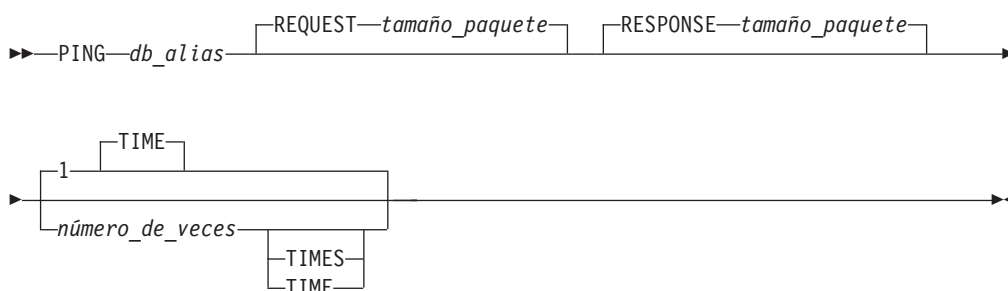 REQUEST tamaño_paquete RESPONSE tamaño_paquete
PING db_alias
TIME
1
número_de_veces
TIMES
TIME